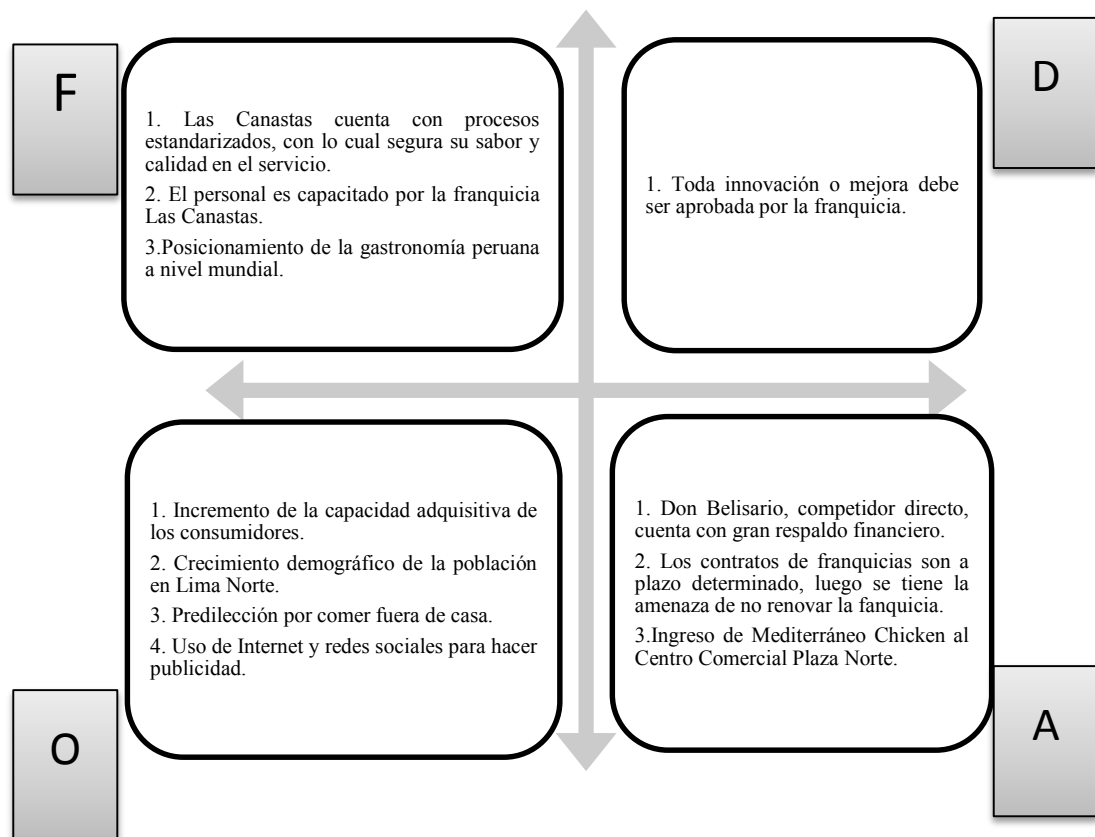 F
1. Las Canastas cuenta con procesos
estandarizados, con lo cual segura su sabor y
calidad en el servicio.
2. El personal es capacitado por la franquicia
Las Canastas.
3.Posicionamiento de la gastronomía peruana
a nivel mundial.
D
1. Toda innovación o mejora debe
ser aprobada por la franquicia.
O
1. Incremento de la capacidad adquisitiva de
los consumidores.
2. Crecimiento demográfico de la población
en Lima Norte.
3. Predilección por comer fuera de casa.
4. Uso de Internet y redes sociales para hacer
publicidad.
A
1. Don Belisario, competidor directo,
cuenta con gran respaldo financiero.
2. Los contratos de franquicias son a
plazo determinado, luego se tiene la
amenaza de no renovar la fanquicia.
3.Ingreso de Mediterráneo Chicken al
Centro Comercial Plaza Norte.